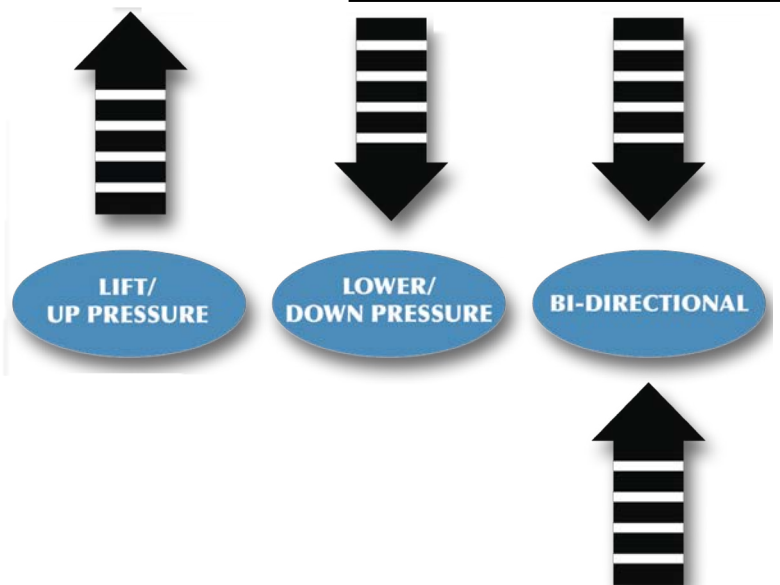 LIFT/
UP PRESSURE
LOWER/
DOWN PRESSURE
BI-DIRECTIONAL